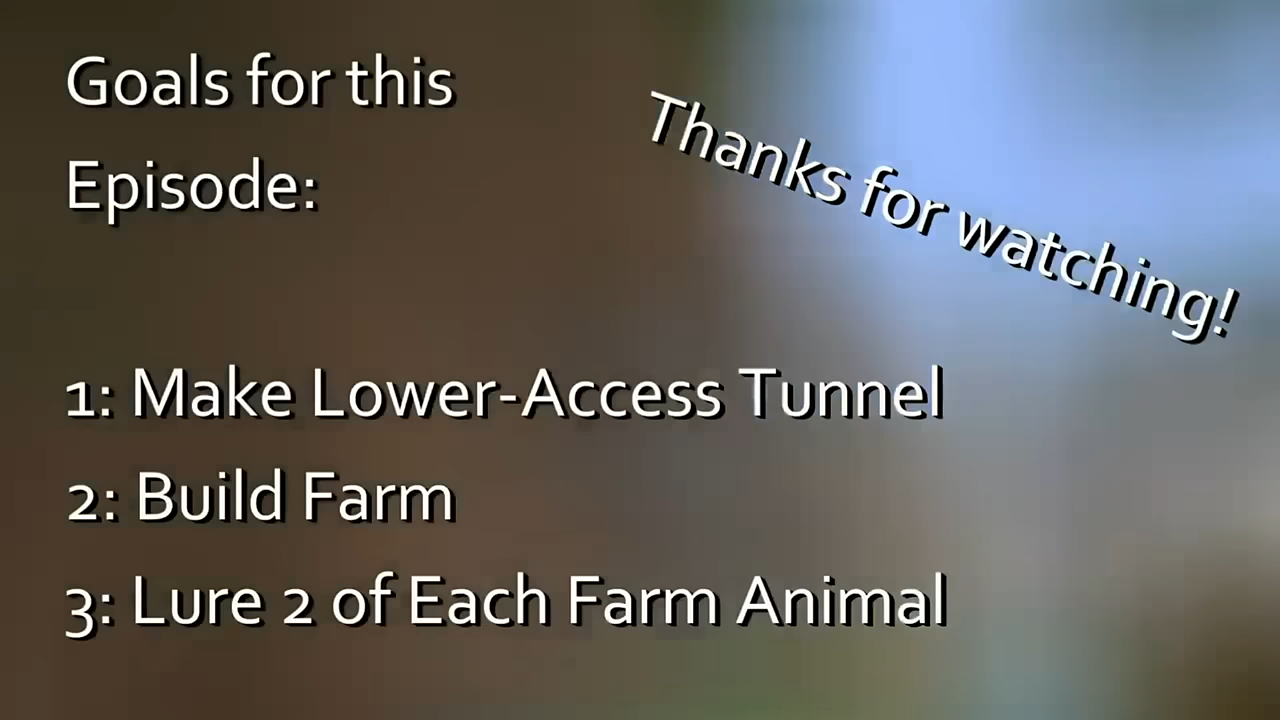 Goals for this
Episode:
Thanks for watching!
1: Make Lower-Access Tunnel
2: Build Farm
3: Lure 2 of Each Farm Animal